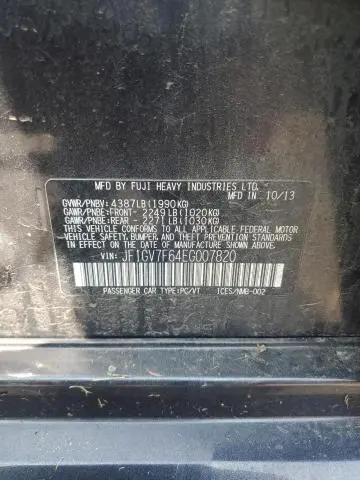 MFD BY FUJI HEAVY INDUSTRIES LTD.
MFD IN 10/13
GVWR/PNBV: 4387LB(1990KG)
GAWR/PNBE:FRONT- 2249LB(1020KG)
GAWR/PNBE:REAR - 2271LB(1030KG)
THIS VEHICLE CONFORMS TO ALL
APPLICABLE FEDERAL MOTOR VEHICLE
SAFETY,BUMPER,AND THEFT PREVENTION
STANDARDS IN EFFECT ON THE DATE
OF MANUFACTURE SHOWN ABOVE.
VIN: JF1GV7F64EG007820
PASSENGER CAR TYPE:PC/VT ICES/NMB-002